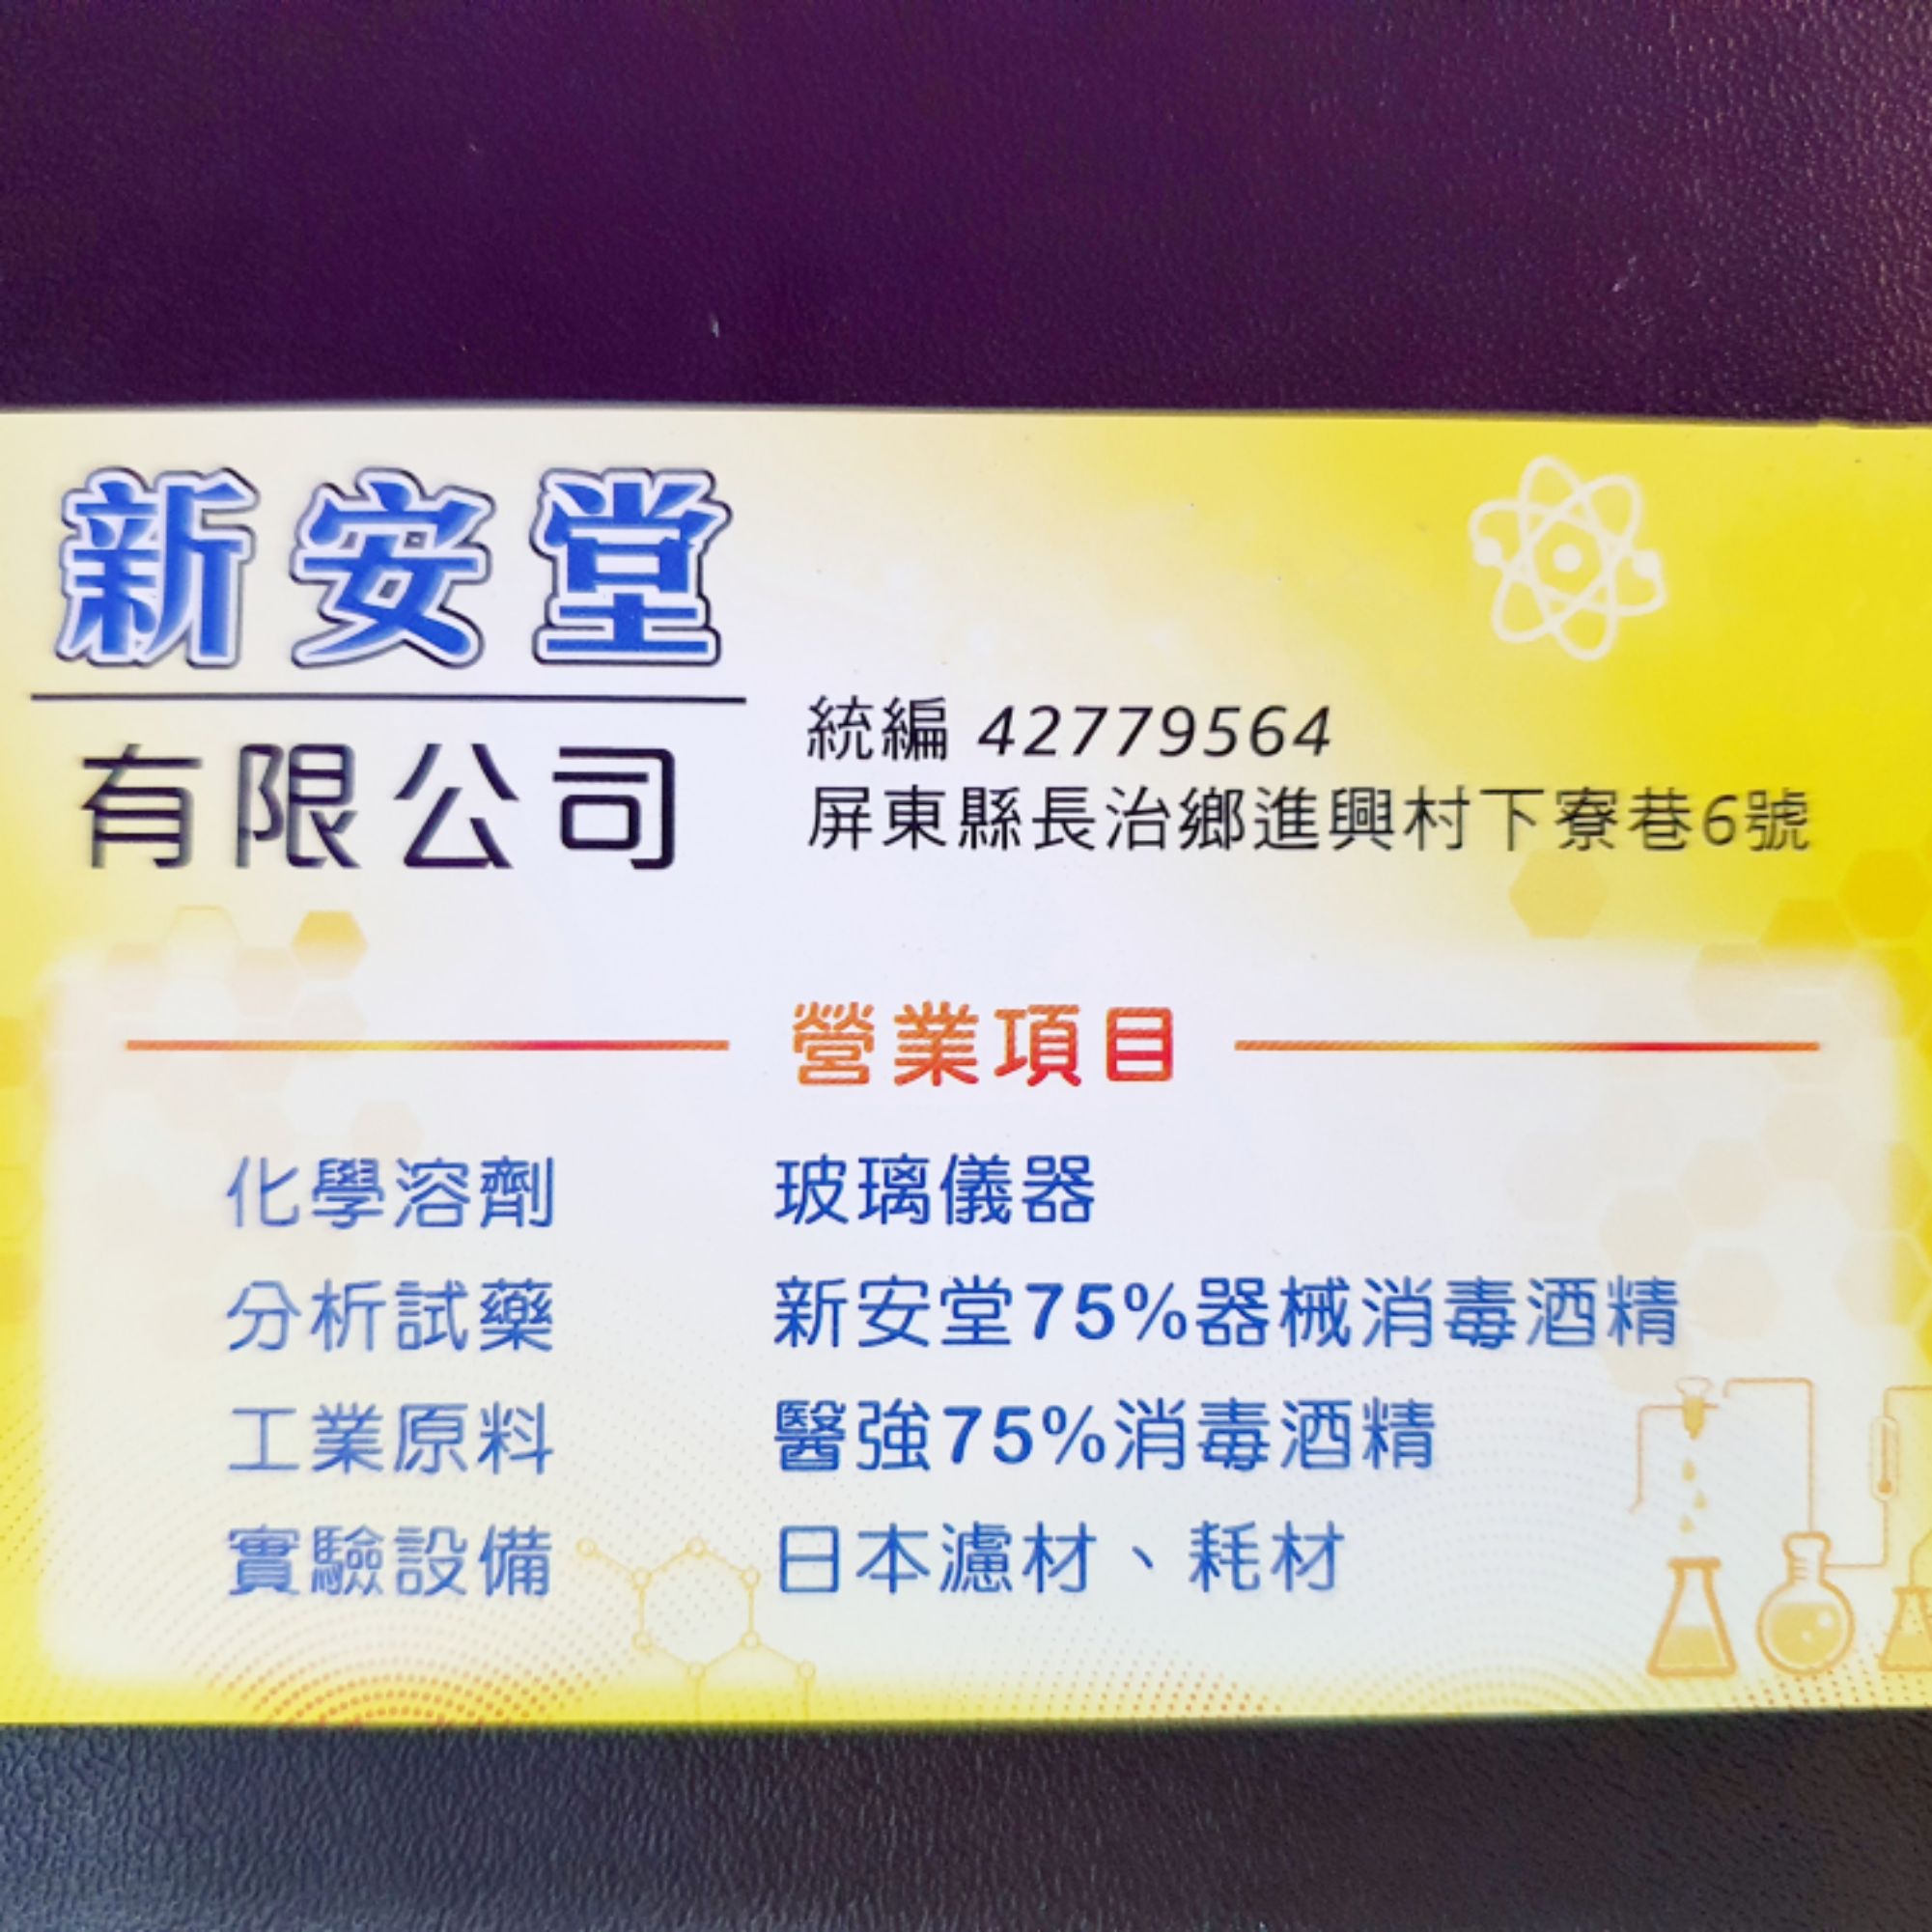 新安堂
有限公司
統編 42779564
屏東縣長治鄉進興村下寮巷6號
營業項目
化學溶劑 玻璃儀器
分析試藥 新安堂75%器械消毒酒精
工業原料 醫強75%消毒酒精
實驗設備 日本濾材、耗材